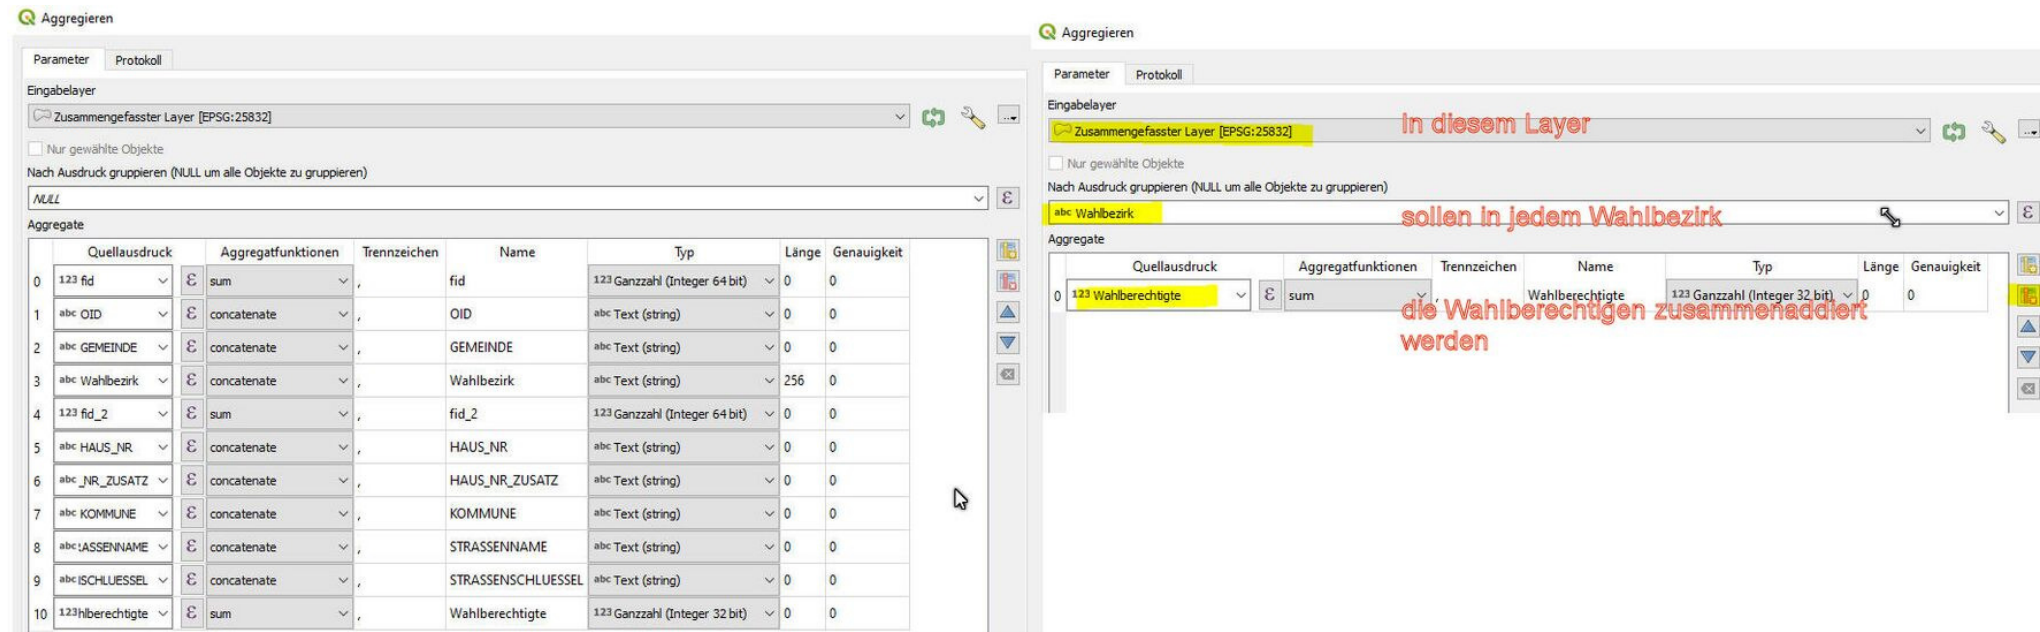 Aggregieren
Parameter Protokoll
Eingabelayer
Zusammengefasster Layer [EPSG:25832]
...
Nur gewählte Objekte
Nach Ausdruck gruppieren (NULL um alle Objekte zu gruppieren)
NULL ε
Aggregate
Quellausdruck Aggregatfunktionen Trennzeichen Name Typ Länge Genauigkeit
0 123 fid ε sum , fid 123 Ganzzahl (Integer 64 bit) 0 0
1 abc OID ε concatenate , OID abc Text (string) 0 0
2 abc GEMEINDE ε concatenate , GEMEINDE abc Text (string) 0 0
3 abc Wahlbezirk ε concatenate , Wahlbezirk abc Text (string) 256 0
4 123 fid_2 ε sum , fid_2 123 Ganzzahl (Integer 64 bit) 0 0
5 abc HAUS_NR ε concatenate , HAUS_NR abc Text (string) 0 0
6 abc _NR_ZUSATZ ε concatenate , HAUS_NR_ZUSATZ abc Text (string) 0 0
7 abc KOMMUNE ε concatenate , KOMMUNE abc Text (string) 0 0
8 abc ASSENNAME ε concatenate , STRASSENNAME abc Text (string) 0 0
9 abc ISCHLUESSEL ε concatenate , STRASSENSCHLUESSEL abc Text (string) 0 0
10 123 hlberechtigte ε sum , Wahlberechtigte 123 Ganzzahl (Integer 32 bit) 0 0
Aggregieren
Parameter Protokoll
Eingabelayer
Zusammengefasster Layer [EPSG:25832] In diesem Layer
...
Nur gewählte Objekte
Nach Ausdruck gruppieren (NULL um alle Objekte zu gruppieren)
abc Wahlbezirk sollen in jedem Wahlbezirk ε
Aggregate
Quellausdruck Aggregatfunktionen Trennzeichen Name Typ Länge Genauigkeit
0 123 Wahlberechtigte ε sum , Wahlberechtigte 123 Ganzzahl (Integer 32 bit) 0 0
die Wahlberechtigen zusammenaddiert
werden